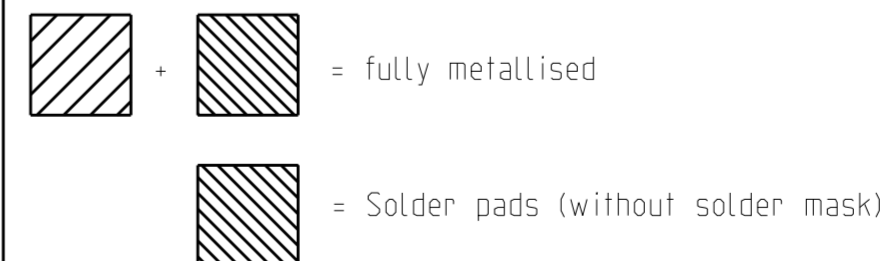 + = fully metallised
= Solder pads (without solder mask)